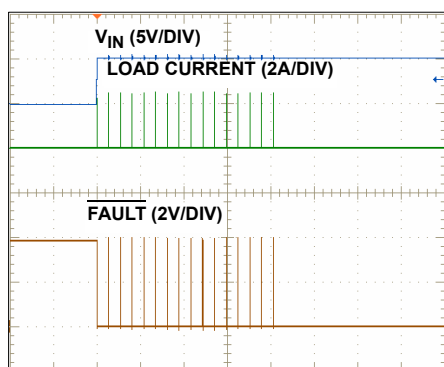 VIN (5V/DIV)
LOAD CURRENT (2A/DIV)
FAULT (2V/DIV)